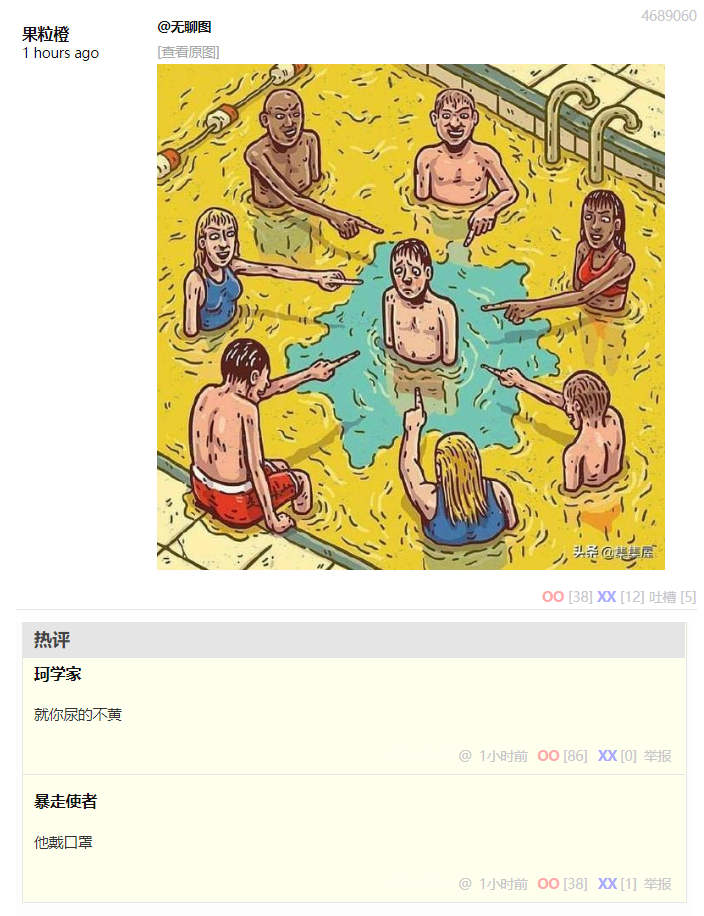 4689060
果粒橙
1 hours ago
@无聊图
[查看原图]
头条 @搓集屋
OO [38] XX [12] 吐槽 [5]
热评
珂学家
就你尿的不黄
@ 1小时前 OO [86] XX [0] 举报
暴走使者
他戴口罩
@ 1小时前 OO [38] XX [1] 举报